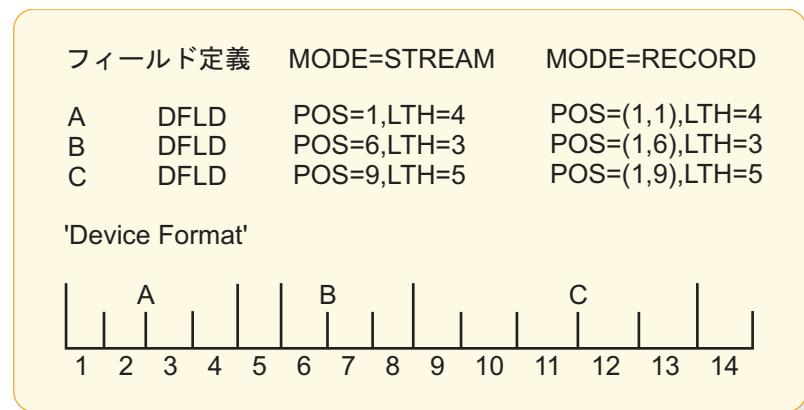 フィールド定義 MODE=STREAM MODE=RECORD
A DFLD POS=1,LTH=4 POS=(1,1),LTH=4
B DFLD POS=6,LTH=3 POS=(1,6),LTH=3
C DFLD POS=9,LTH=5 POS=(1,9),LTH=5
'Device Format'
A B C
1 2 3 4 5 6 7 8 9 10 11 12 13 14